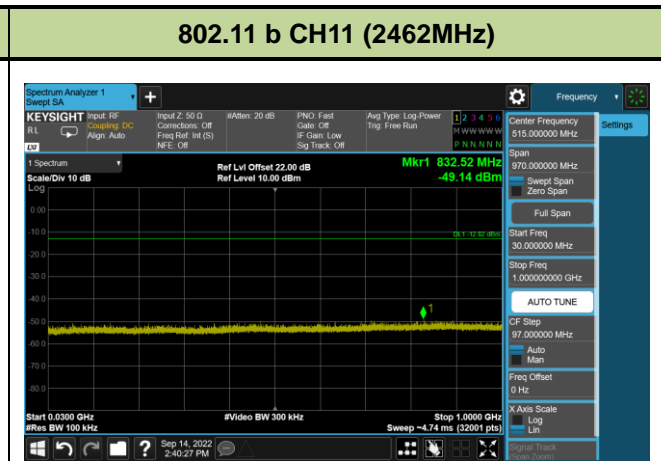 802.11 b CH11 (2462MHz)
Spectrum Analyzer 1
Swept SA
+
Frequency
KEYSIGHT
RL
LXI
Input: RF
Coupling: DC
Align: Auto
Input Z: 50 Ω
Corrections: Off
Freq Ref: Int (S)
NFE: Off
#Atten: 20 dB
PNO: Fast
Gate: Off
IF Gain: Low
Sig Track: Off
Avg Type: Log-Power
Trig: Free Run
1 2 3 4 5 6
M W W W W W
P N N N N N
1 Spectrum
Scale/Div 10 dB
Log
Ref Lvl Offset 22.00 dB
Ref Level 10.00 dBm
Mkr1 832.52 MHz
-49.14 dBm
0.00
-10.0
-20.0
-30.0
-40.0
-50.0
-60.0
-70.0
-80.0
1
Start 0.0300 GHz
#Res BW 100 kHz
#Video BW 300 kHz
Stop 1.0000 GHz
Sweep ~4.74 ms (32001 pts)
Center Frequency
515.000000 MHz
Settings
Span
970.000000 MHz
Swept Span
Zero Span
Full Span
Start Freq
30.000000 MHz
Stop Freq
1.000000000 GHz
AUTO TUNE
CF Step
97.000000 MHz
Auto
Man
Freq Offset
0 Hz
X Axis Scale
Log
Lin
Signal Track
(Span Zoom)
?
Sep 14, 2022
2:40:27 PM